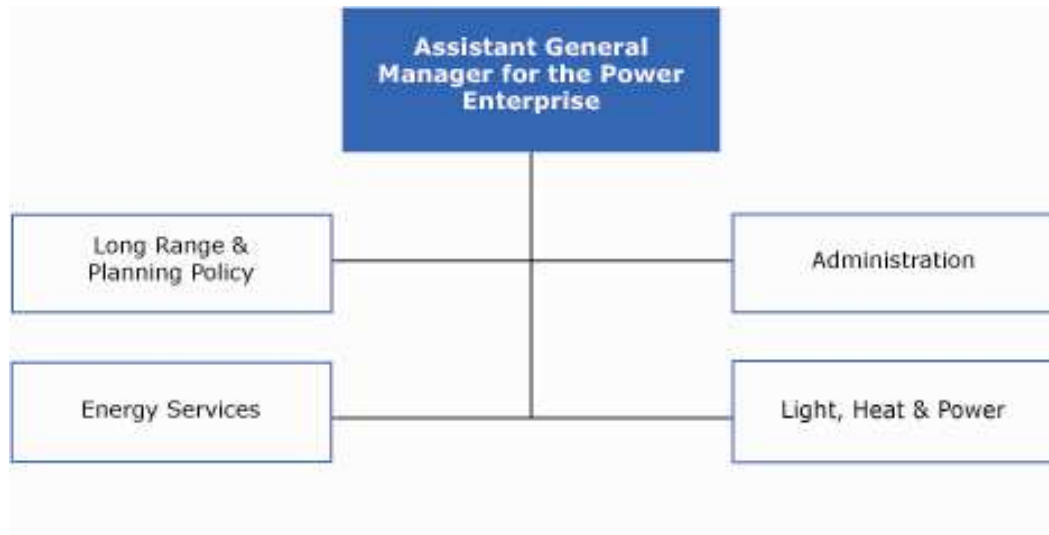 Assistant General
Manager for the Power
Enterprise
Long Range &
Planning Policy
Administration
Energy Services
Light, Heat & Power